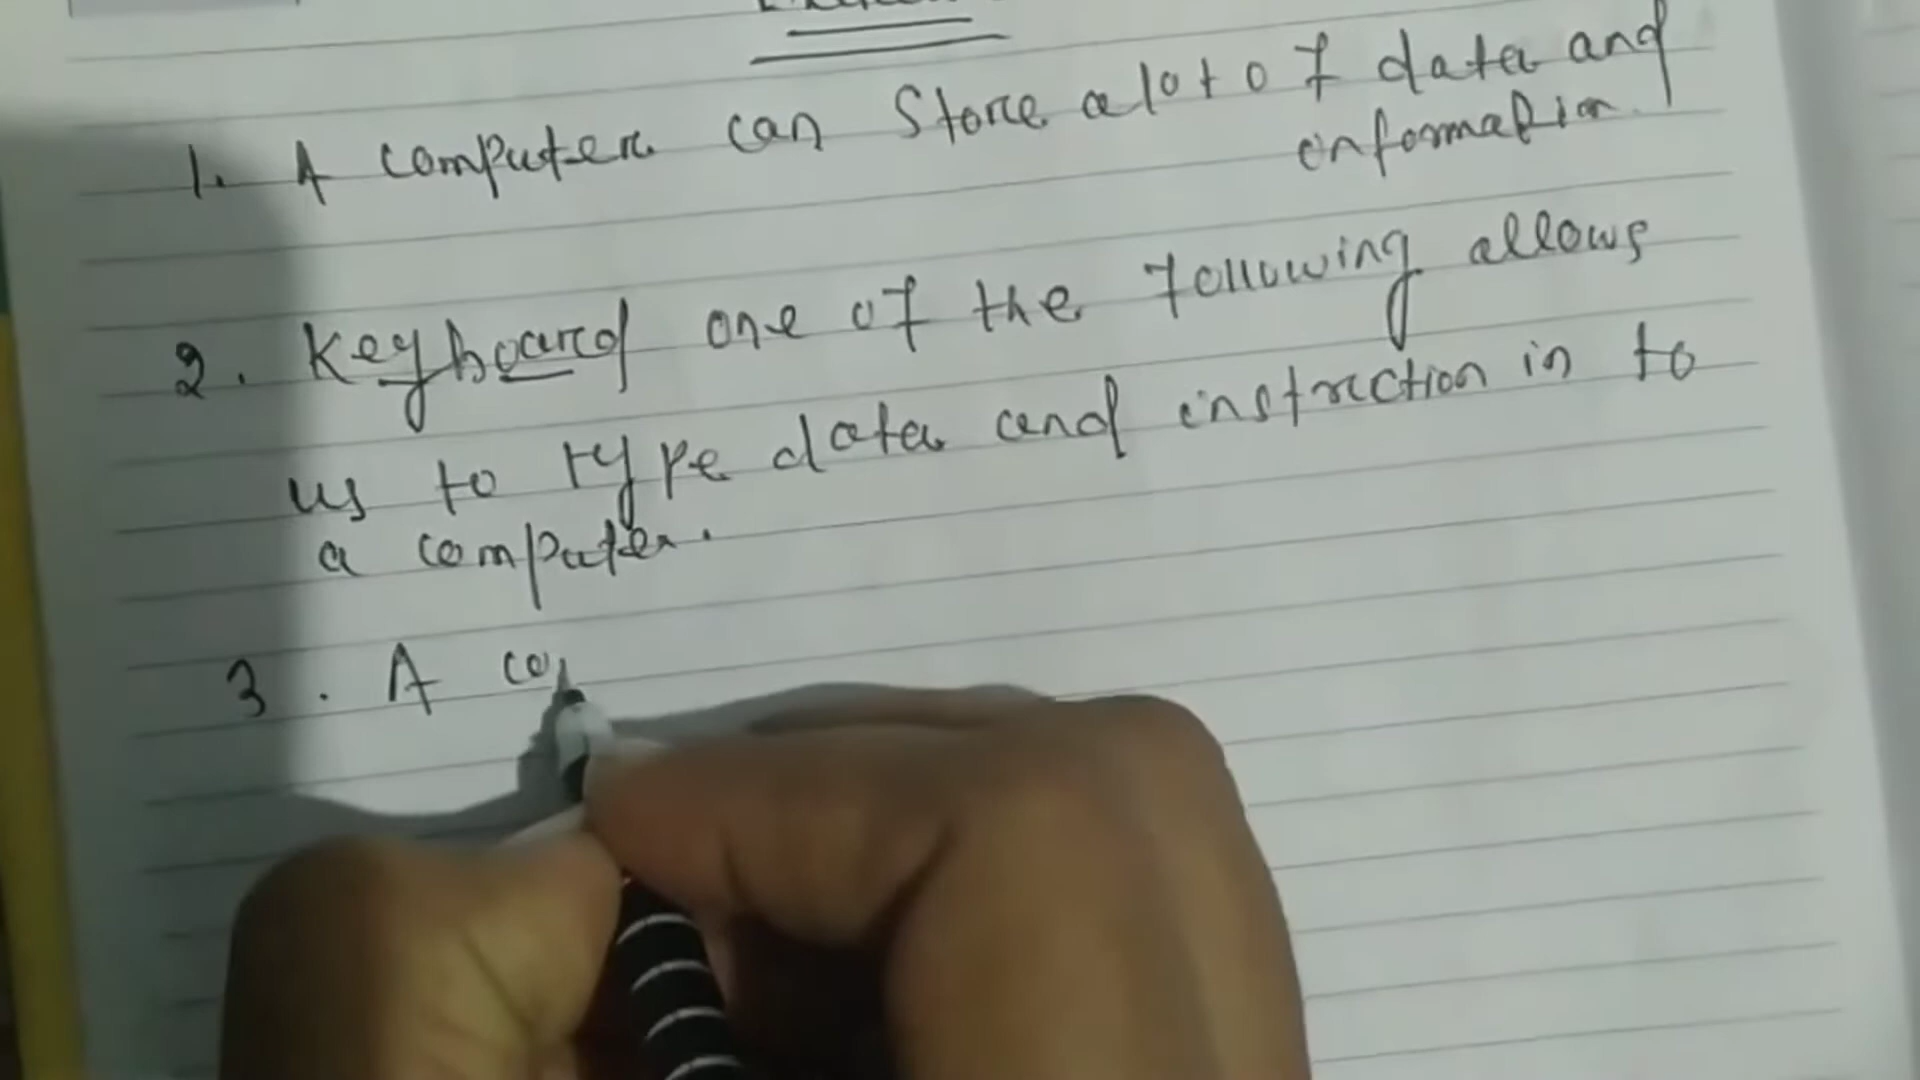 1. A computer can Store a lot of data and
information.
2. Keyboard one of the following allows
us to type data and instruction in to
a computer.
3. A co